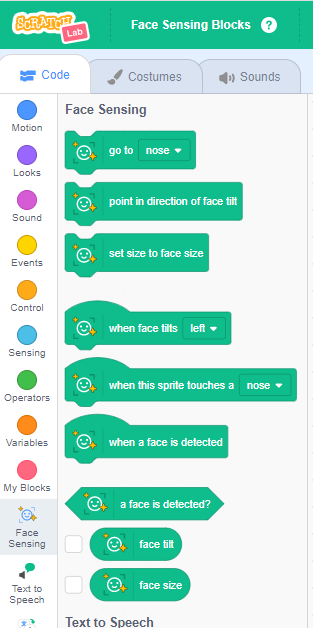 SCRATCH
Lab
Face Sensing Blocks ?
Code
Costumes
Sounds
Motion
Looks
Sound
Events
Control
Sensing
Operators
Variables
My Blocks
Face
Sensing
Text to
Speech
Face Sensing
go to nose
point in direction of face tilt
set size to face size
when face tilts left
when this sprite touches a nose
when a face is detected
a face is detected?
face tilt
face size
Text to Speech